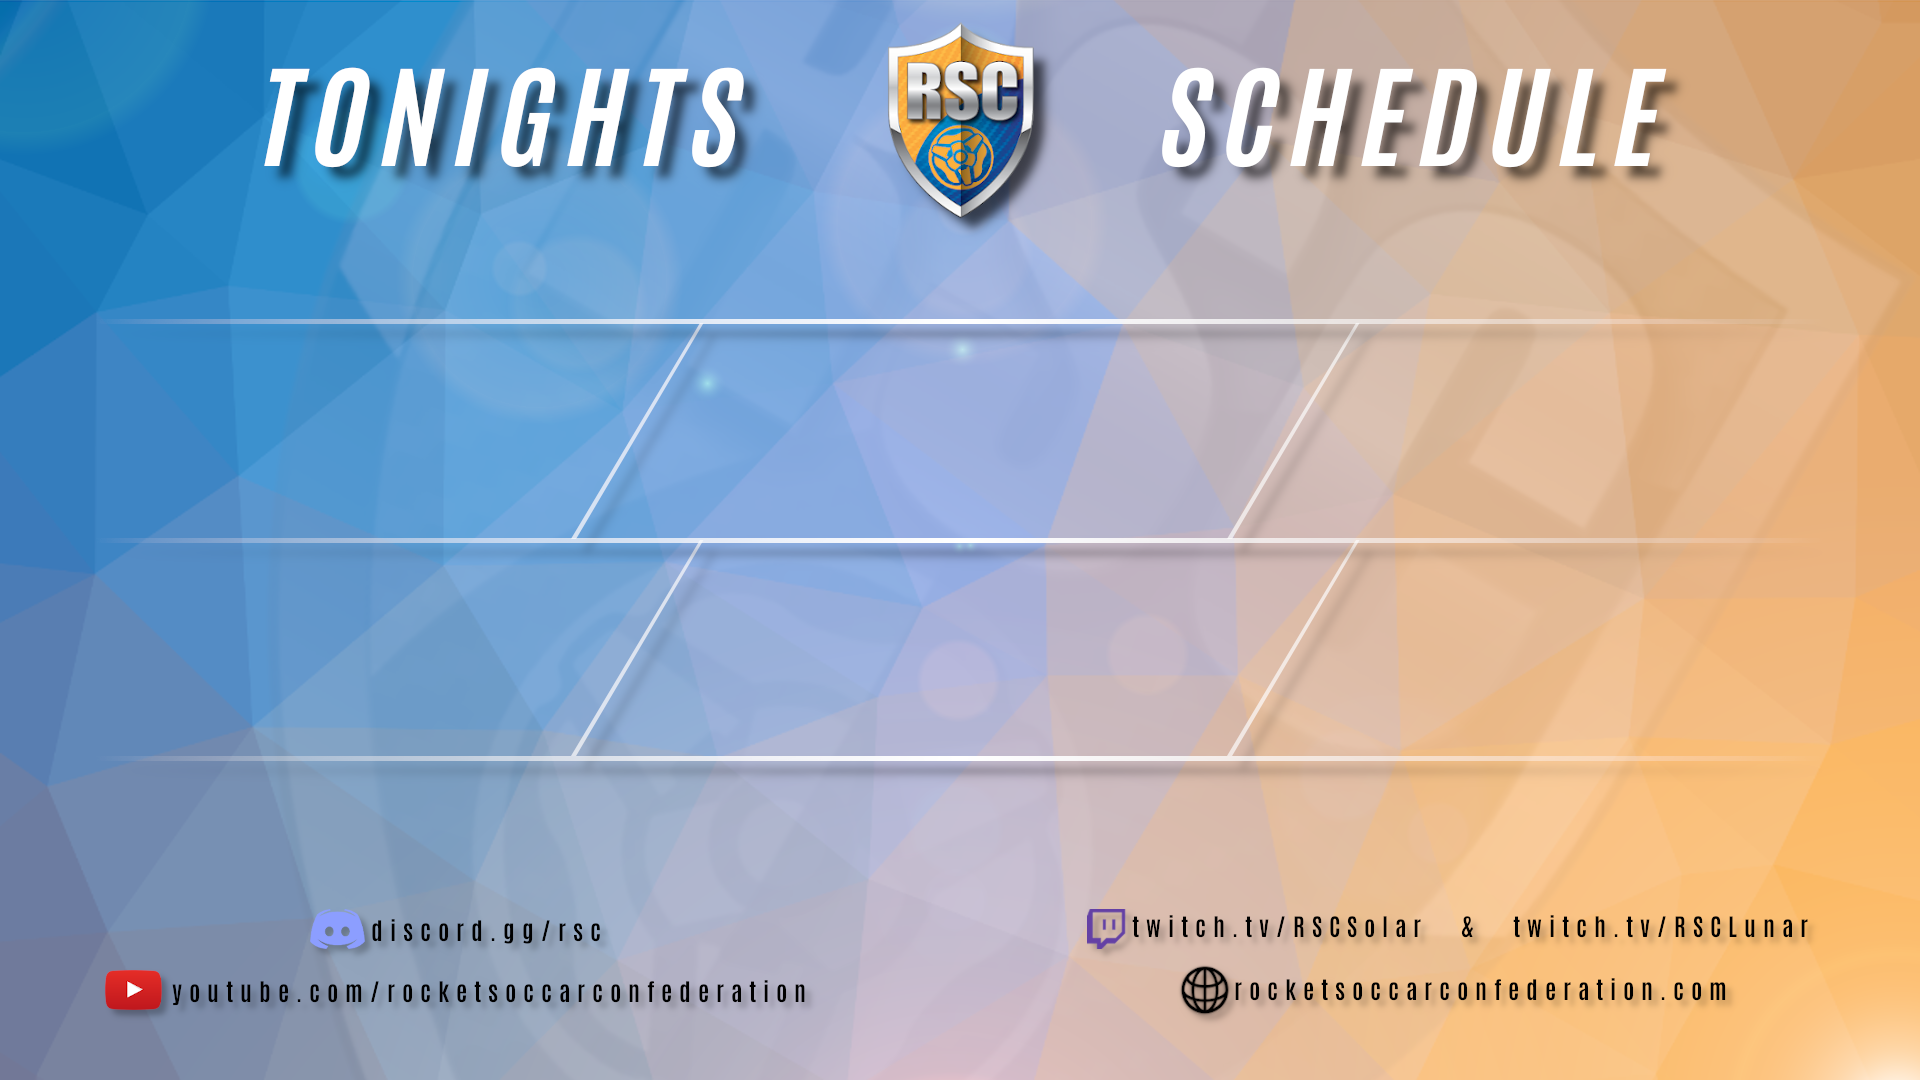 TONIGHTS RSC SCHEDULE
discord.gg/rsc
youtube.com/rocketsoccarconfederation
twitch.tv/RSCSolar & twitch.tv/RSCLunar
rocketsoccarconfederation.com